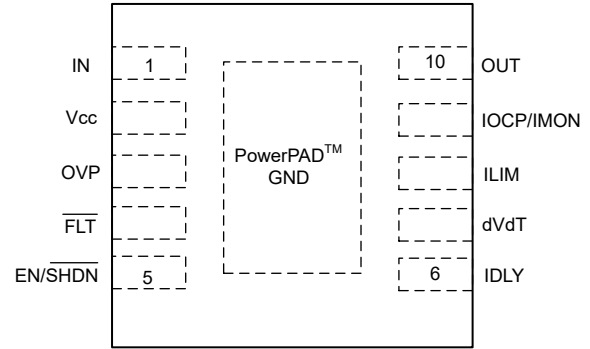 IN 1 10 OUT
Vcc IOCP/IMON
OVP PowerPAD™ ILIM
GND
FLT dVdT
EN/SHDN 5 6 IDLY